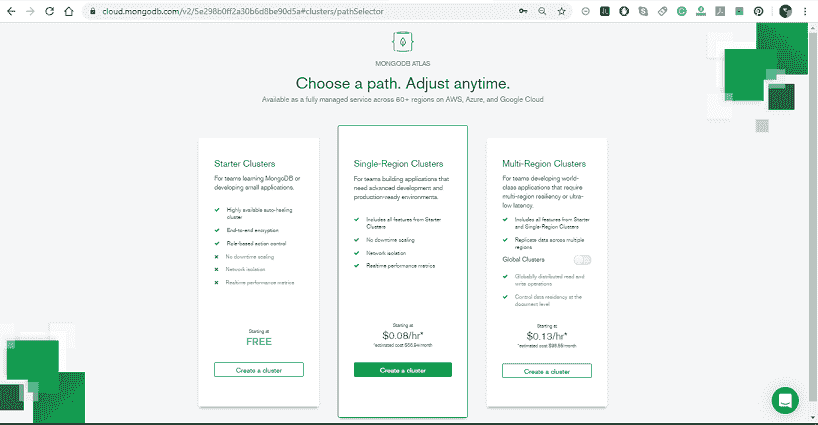 cloud.mongodb.com/v2/5e298b0ff2a30b6d8be90d5a#clusters/pathSelector
MONGODB ATLAS
Choose a path. Adjust anytime.
Available as a fully managed service across 60+ regions on AWS, Azure, and Google Cloud
Starter Clusters
For teams learning MongoDB or
developing small applications.
Highly available auto-healing
cluster
End-to-end encryption
Role-based action control
No downtime scaling
Network isolation
Realtime performance metrics
Starting at
FREE
Create a cluster
Single-Region Clusters
For teams building applications that
need advanced development and
production-ready environments.
Includes all features from Starter
Clusters
No downtime scaling
Network isolation
Realtime performance metrics
Starting at
$0.08/hr*
*estimated cost /month
Create a cluster
Multi-Region Clusters
For teams developing world-
class applications that require
multi-region resiliency or ultra-
low latency.
Includes all features from Starter
and Single-Region Clusters
Replicate data across multiple
regions
Global Clusters
Globally distributed read and
write operations
Control data residency at the
document level
Starting at
$0.13/hr*
*estimated cost /month
Create a cluster